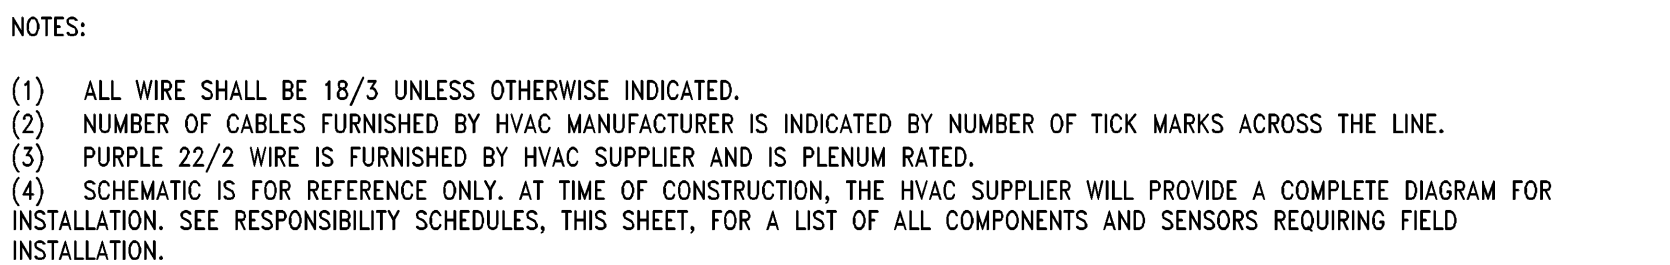 NOTES:
(1) ALL WIRE SHALL BE 18/3 UNLESS OTHERWISE INDICATED.
(2) NUMBER OF CABLES FURNISHED BY HVAC MANUFACTURER IS INDICATED BY NUMBER OF TICK MARKS ACROSS THE LINE.
(3) PURPLE 22/2 WIRE IS FURNISHED BY HVAC SUPPLIER AND IS PLENUM RATED.
(4) SCHEMATIC IS FOR REFERENCE ONLY. AT TIME OF CONSTRUCTION, THE HVAC SUPPLIER WILL PROVIDE A COMPLETE DIAGRAM FOR
INSTALLATION. SEE RESPONSIBILITY SCHEDULES, THIS SHEET, FOR A LIST OF ALL COMPONENTS AND SENSORS REQUIRING FIELD
INSTALLATION.